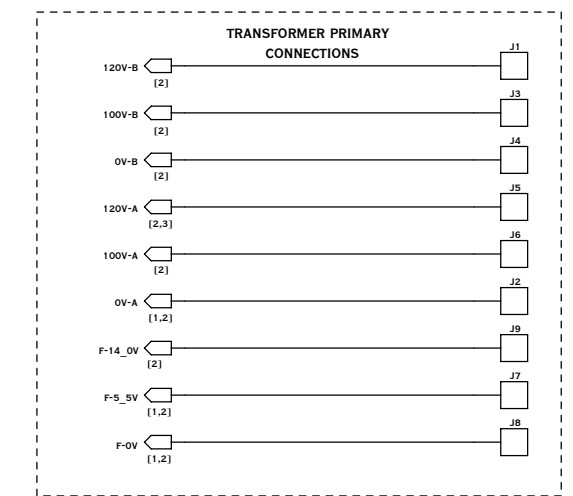 TRANSFORMER PRIMARY
CONNECTIONS
120V-B
[2]
J1
100V-B
[2]
J3
0V-B
[2]
J4
120V-A
[2,3]
J5
100V-A
[2]
J6
0V-A
[1,2]
J2
F-14_0V
[2]
J9
F-5_5V
[1,2]
J7
F-0V
[1,2]
J8